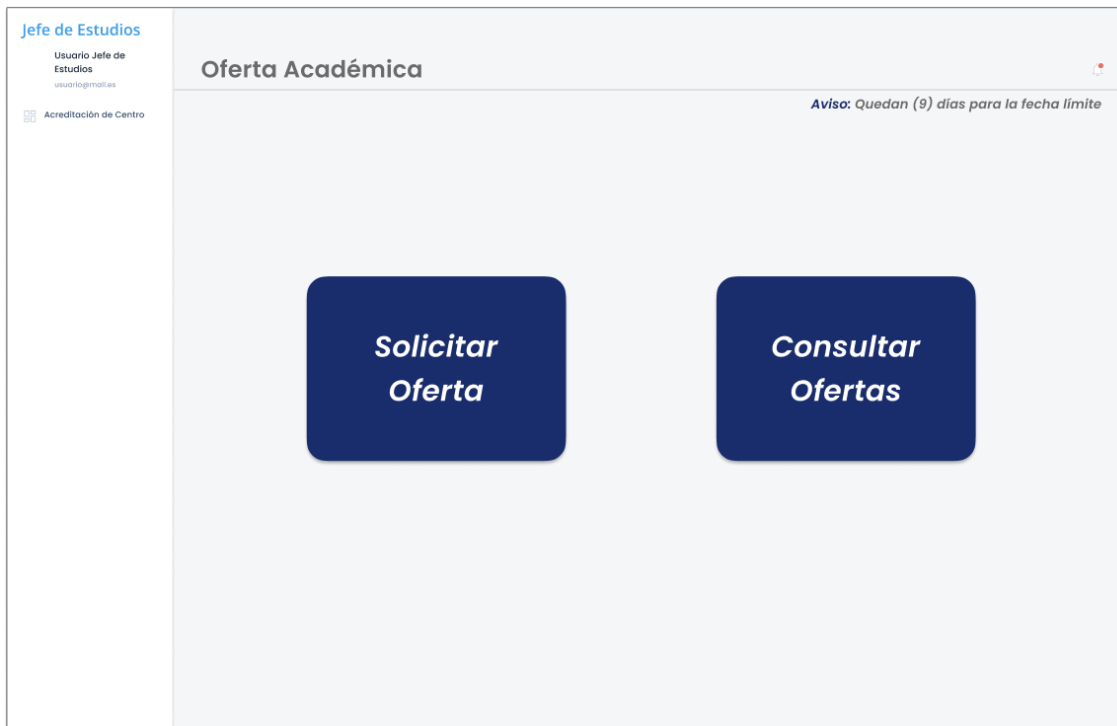 Jefe de Estudios
Usuario Jefe de
Estudios
usuario@mail.es
Acreditación de Centro
Oferta Académica
Aviso: Quedan (9) días para la fecha límite
Solicitar
Oferta
Consultar
Ofertas